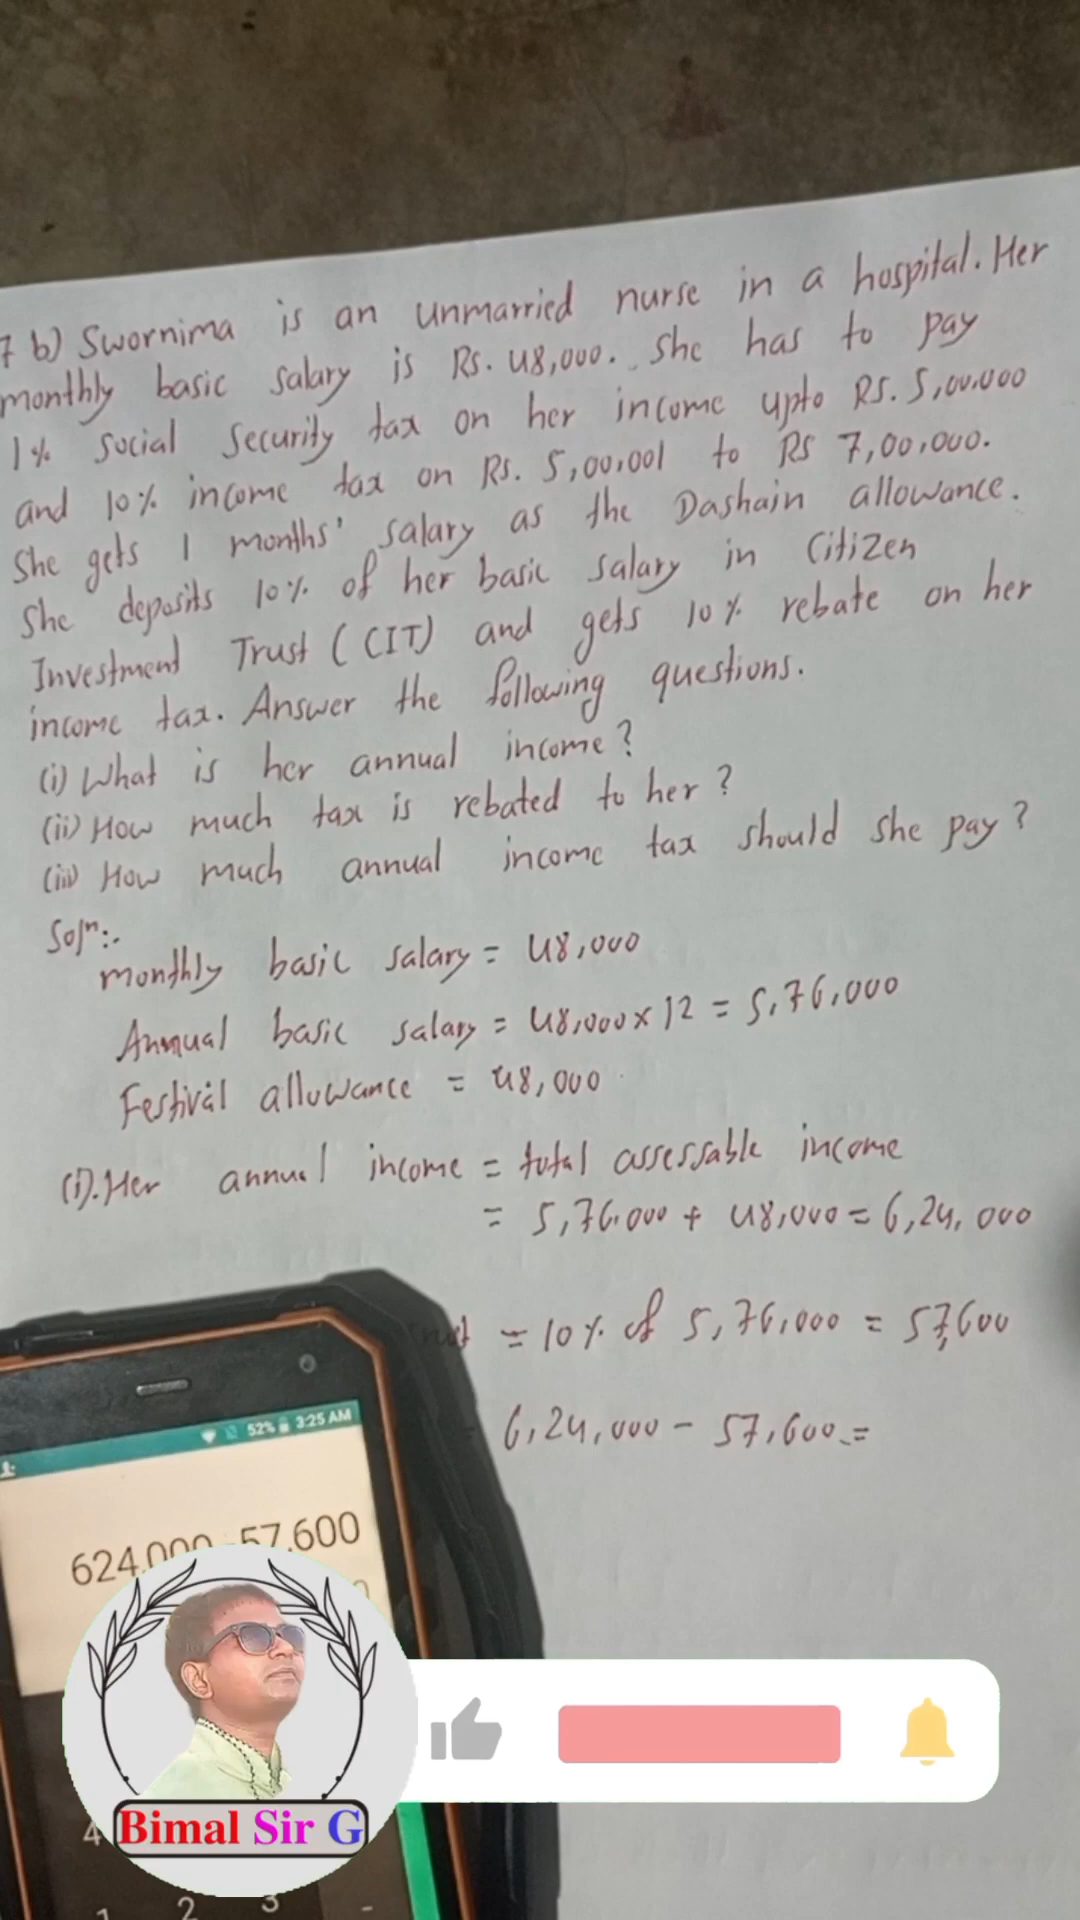 7 b) Swornima is an unmarried nurse in a hospital. Her
monthly basic salary is Rs. 48,000. She has to pay
1% Social Security tax on her income upto Rs. 5,00,000
and 10% income tax on Rs. 5,00,001 to Rs 7,00,000.
She gets 1 months' salary as the Dashain allowance.
She deposits 10% of her basic salary in Citizen
Investment Trust (CIT) and gets 10% rebate on her
income tax. Answer the following questions.
(i) What is her annual income?
(ii) How much tax is rebated to her?
(iii) How much annual income tax should she pay?
Solⁿ:-
monthly basic salary = 48,000
Annual basic salary = 48,000 x 12 = 5,76,000
Festival allowance = 48,000
(i). Her annual income = total assessable income
= 5,76,000 + 48,000 = 6,24,000
= 10% of 5,76,000 = 57,600
6,24,000 - 57,600 =
52% 3:25 AM
624,000 57,600
Bimal Sir G
4
1 2 3 -